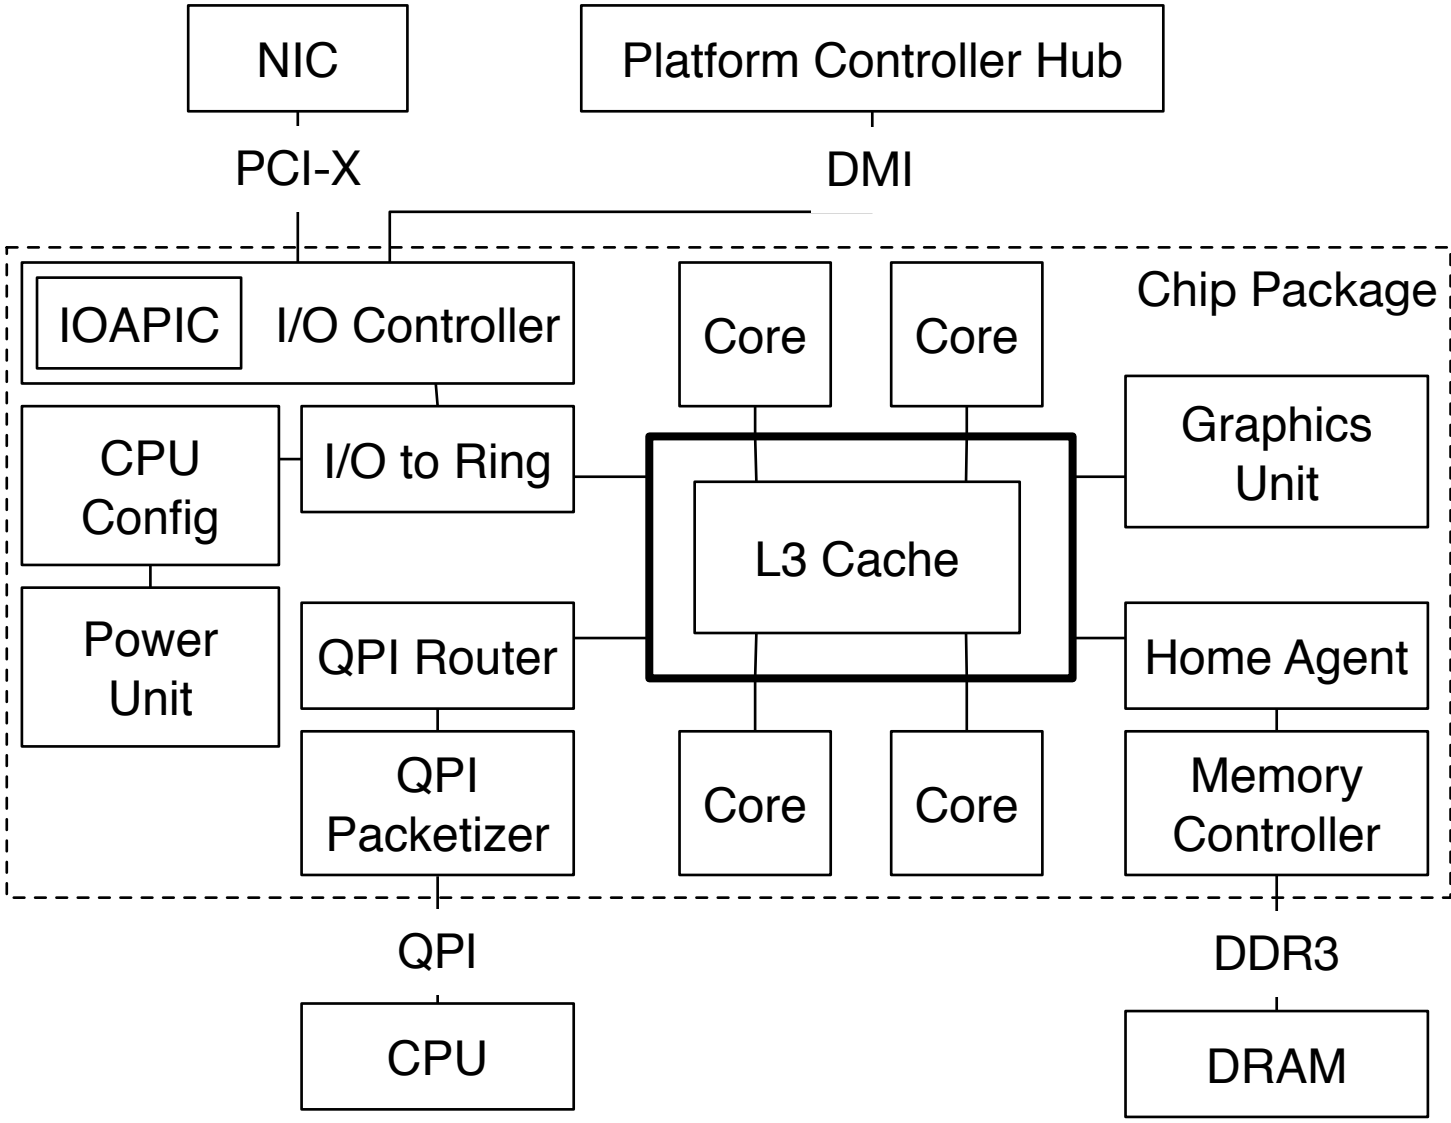 NIC
Platform Controller Hub
PCI-X
DMI
Chip Package
IOAPIC
I/O Controller
Core
Core
Graphics
Unit
CPU
Config
I/O to Ring
L3 Cache
Power
Unit
QPI Router
Home Agent
QPI
Packetizer
Core
Core
Memory
Controller
QPI
DDR3
CPU
DRAM